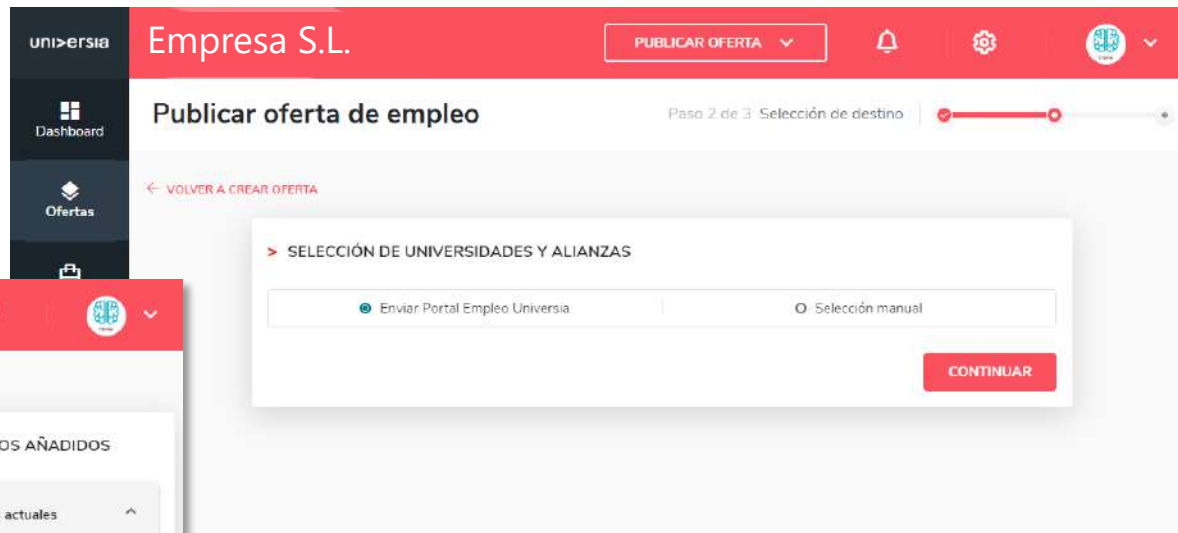 uni>ersia
Empresa S.L.
PUBLICAR OFERTA
Dashboard
Publicar oferta de empleo
Paso 2 de 3 Selección de destino
Ofertas
← VOLVER A CREAR OFERTA
> SELECCIÓN DE UNIVERSIDADES Y ALIANZAS
Enviar Portal Empleo Universia
Selección manual
CONTINUAR
OS AÑADIDOS
actuales